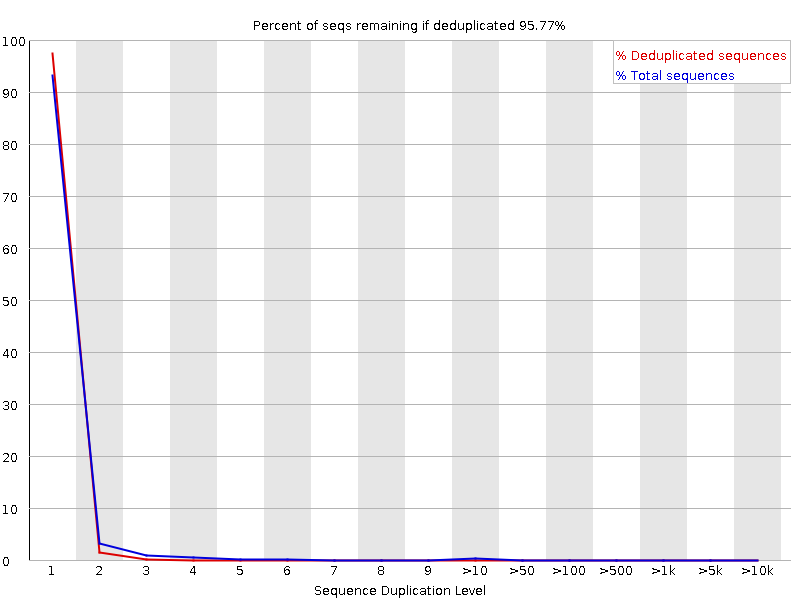 Percent of seqs remaining if deduplicated 95.77%
% Deduplicated sequences
% Total sequences
100
90
80
70
60
50
40
30
20
10
0
1 2 3 4 5 6 7 8 9 >10 >50 >100 >500 >1k >5k >10k
Sequence Duplication Level